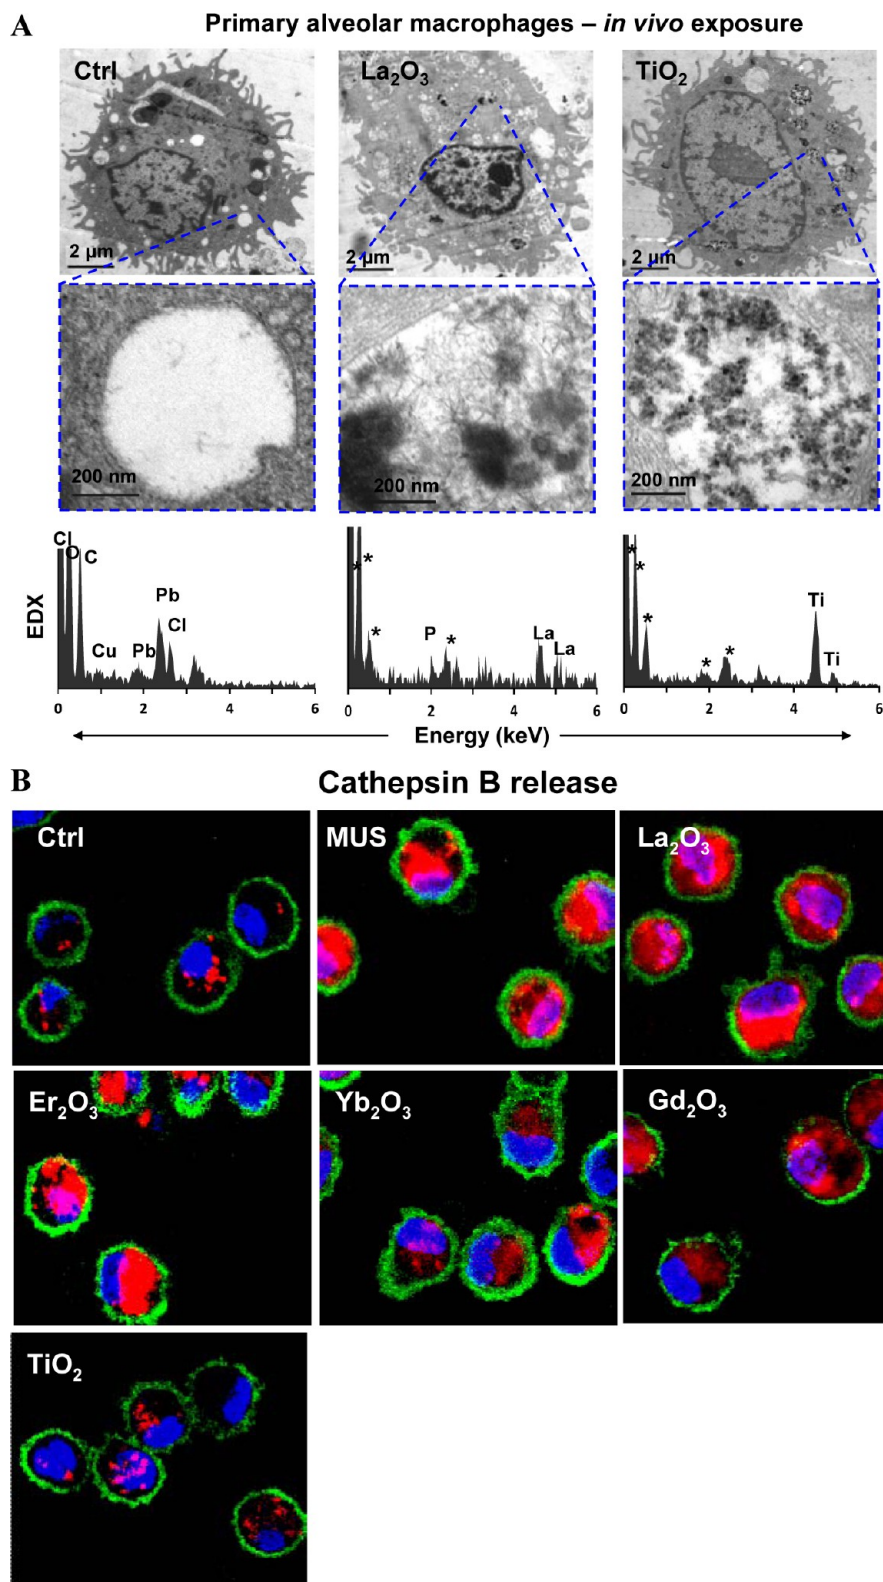 A
Primary alveolar macrophages – in vivo exposure
Ctrl
La₂O₃
TiO₂
2 µm
2 µm
2 µm
200 nm
200 nm
200 nm
EDX
Cl
O
C
Cu
Pb
Pb
Cl
0 2 4 6
*
*
*
P
*
La
La
0 2 4 6
*
*
*
*
*
Ti
Ti
0 2 4 6
Energy (keV)
B
Cathepsin B release
Ctrl
MUS
La₂O₃
Er₂O₃
Yb₂O₃
Gd₂O₃
TiO₂